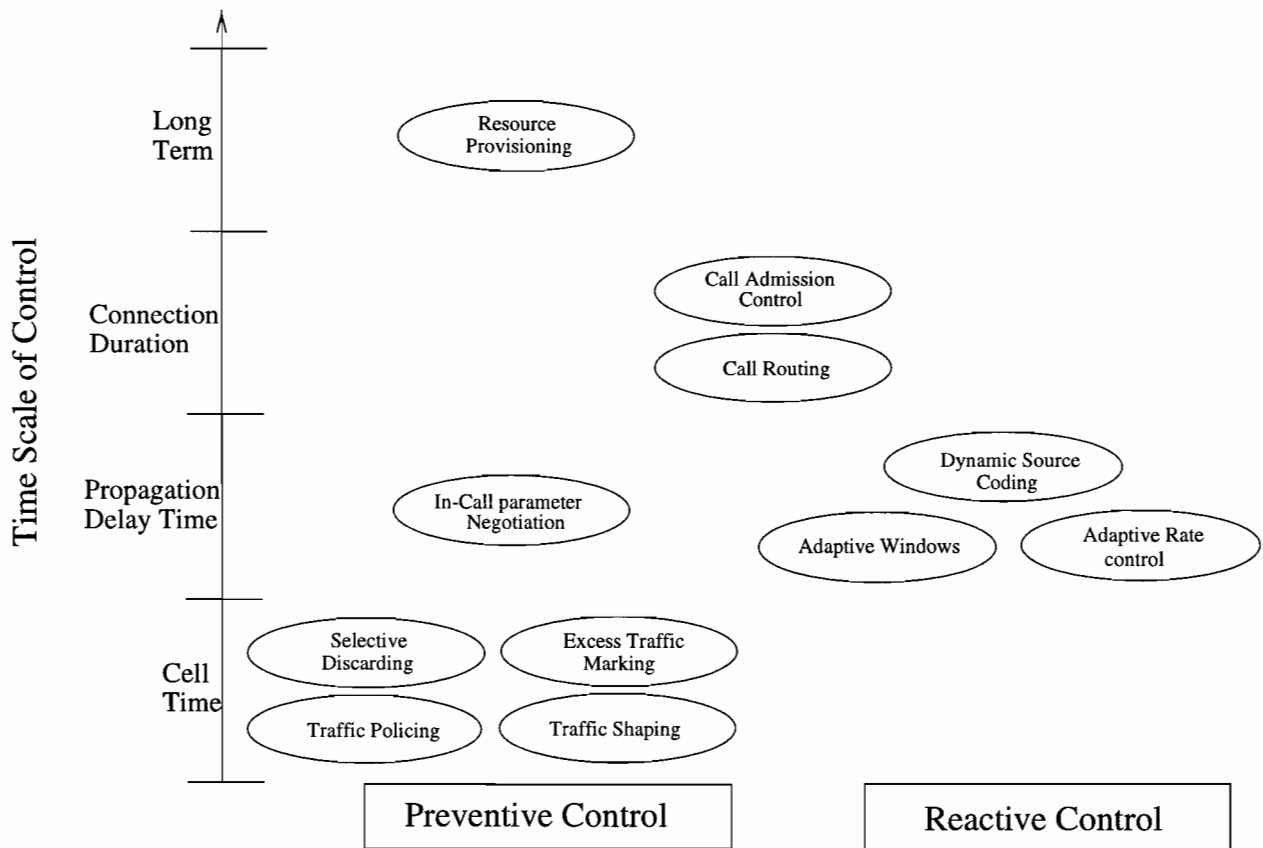 Time Scale of Control
Long
Term
Resource
Provisioning
Connection
Duration
Call Admission
Control
Call Routing
Propagation
Delay Time
In-Call parameter
Negotiation
Dynamic Source
Coding
Adaptive Windows
Adaptive Rate
control
Cell
Time
Selective
Discarding
Excess Traffic
Marking
Traffic Policing
Traffic Shaping
Preventive Control
Reactive Control